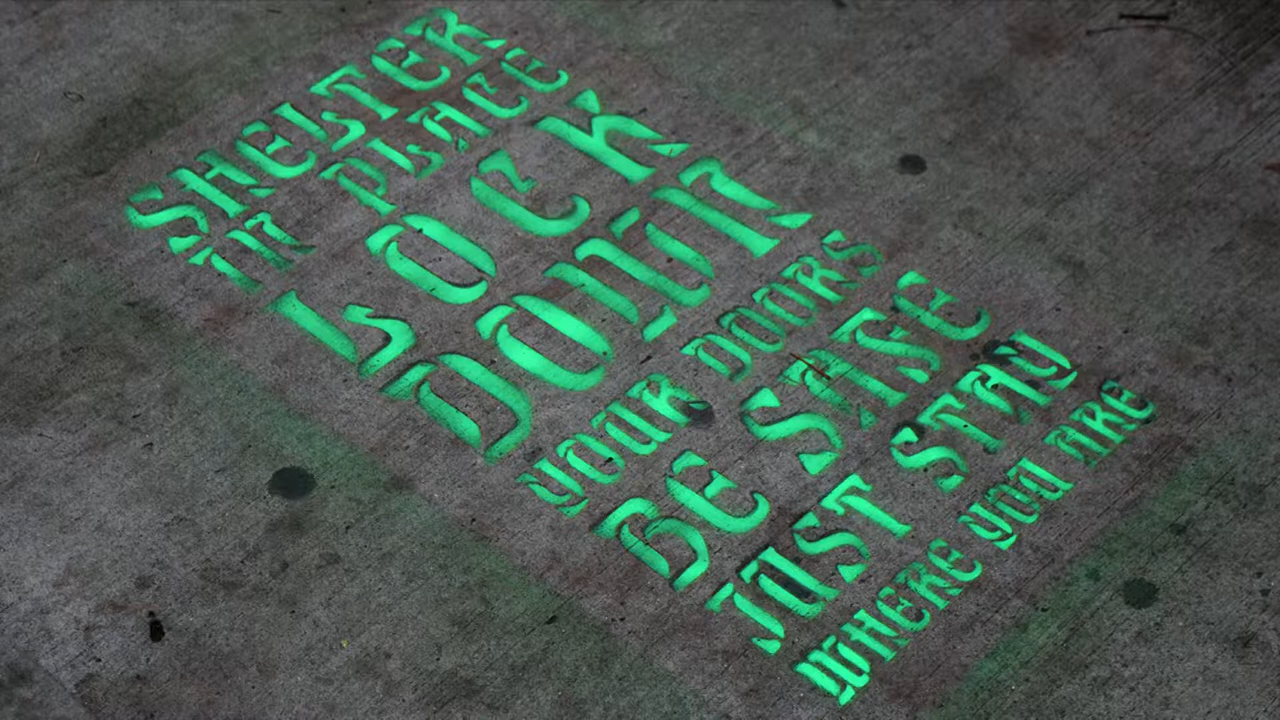 SHELTER
IN PLACE
LOCK
DOWN
YOUR DOORS
BE SAFE
JUST STAY
WHERE YOU ARE